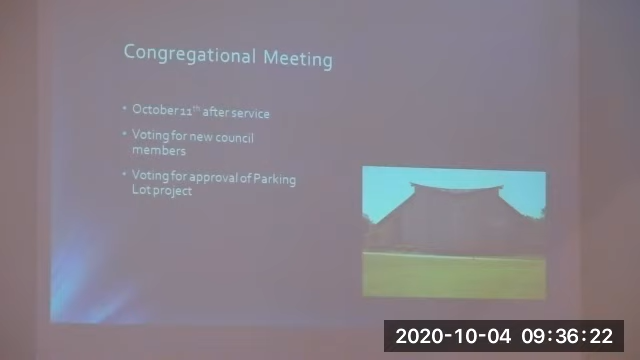 Congregational Meeting
• October 11th after service
• Voting for new council
members
• Voting for approval of Parking
Lot project
2020-10-04 09:36:22